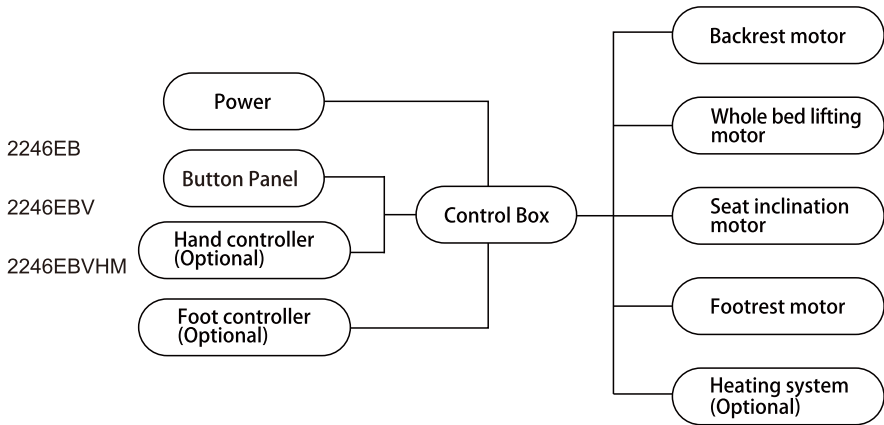 2246EB
2246EBV
2246EBVHM
Power
Button Panel
Hand controller
(Optional)
Foot controller
(Optional)
Control Box
Backrest motor
Whole bed lifting
motor
Seat inclination
motor
Footrest motor
Heating system
(Optional)